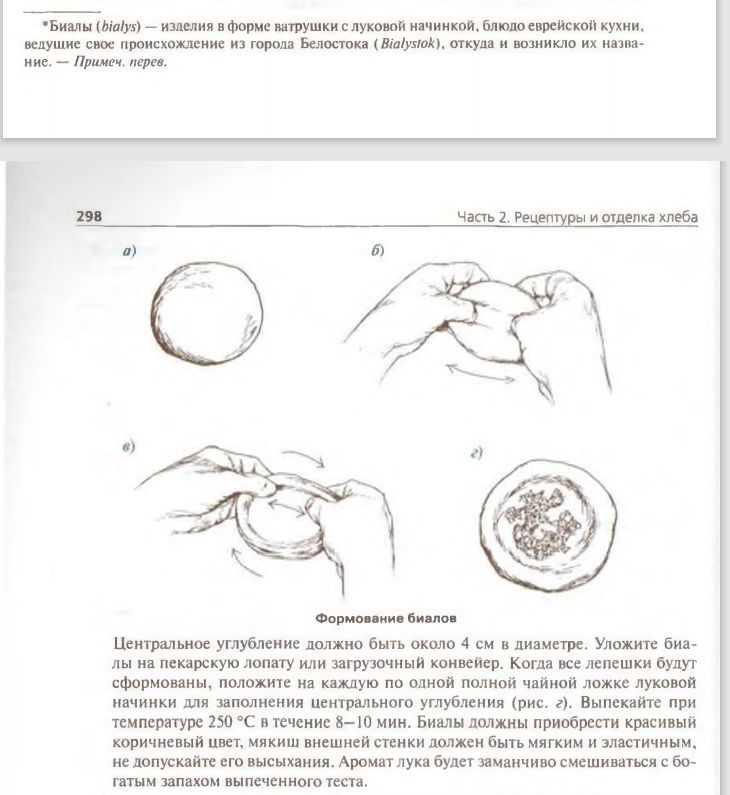 *Биалы (bialys) — изделия в форме ватрушки с луковой начинкой, блюдо еврейской кухни,
ведущие свое происхождение из города Белостока (Bialystok), откуда и возникло их назва-
ние. — Примеч. перев.
298
Часть 2. Рецептуры и отделка хлеба
а)
б)
в)
г)
Формование биалов
Центральное углубление должно быть около 4 см в диаметре. Уложите биа-
лы на пекарскую лопату или загрузочный конвейер. Когда все лепешки будут
сформованы, положите на каждую по одной полной чайной ложке луковой
начинки для заполнения центрального углубления (рис. г). Выпекайте при
температуре 250 °С в течение 8—10 мин. Биалы должны приобрести красивый
коричневый цвет, мякиш внешней стенки должен быть мягким и эластичным,
не допускайте его высыхания. Аромат лука будет заманчиво смешиваться с бо-
гатым запахом выпеченного теста.